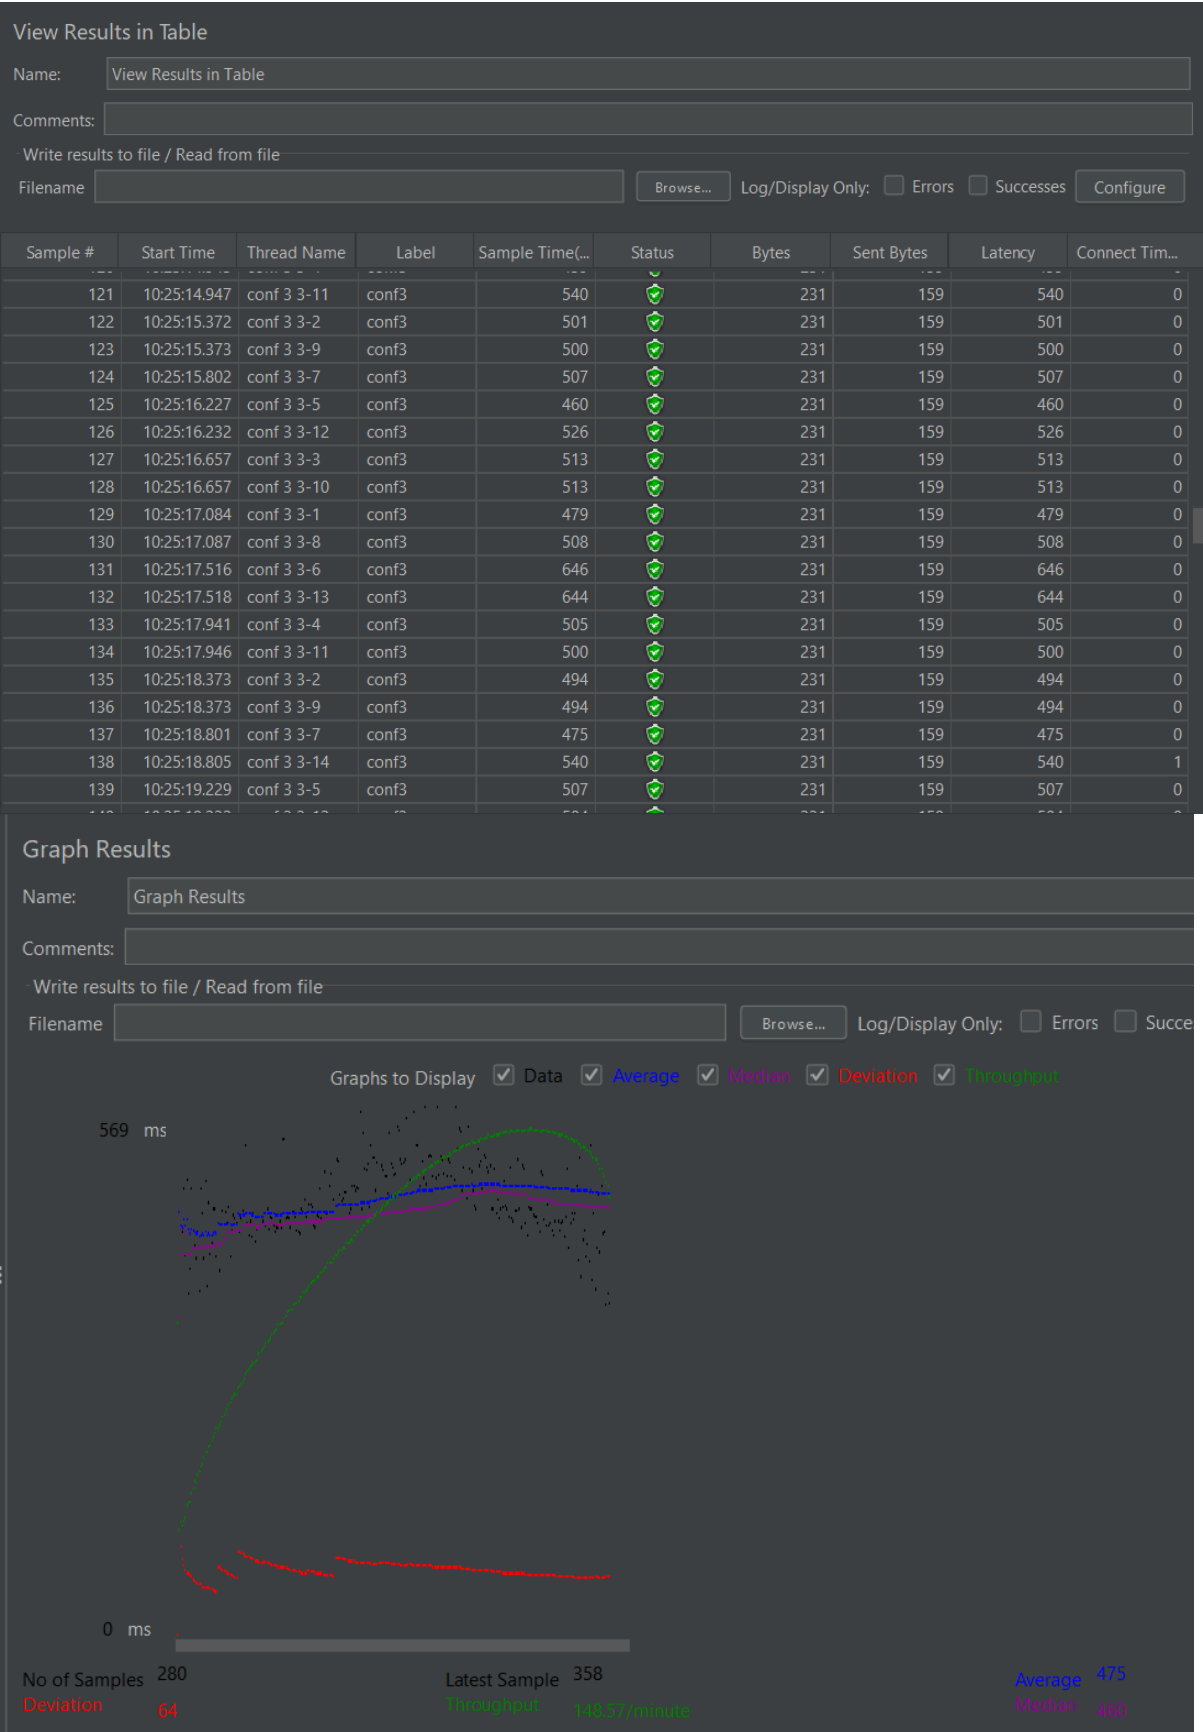 View Results in Table
Name: View Results in Table
Comments:
Write results to file / Read from file
Filename Browse... Log/Display Only: Errors Successes Configure
Sample # Start Time Thread Name Label Sample Time(... Status Bytes Sent Bytes Latency Connect Tim...
121 10:25:14.947 conf 3 3-11 conf3 540 231 159 540 0
122 10:25:15.372 conf 3 3-2 conf3 501 231 159 501 0
123 10:25:15.373 conf 3 3-9 conf3 500 231 159 500 0
124 10:25:15.802 conf 3 3-7 conf3 507 231 159 507 0
125 10:25:16.227 conf 3 3-5 conf3 460 231 159 460 0
126 10:25:16.232 conf 3 3-12 conf3 526 231 159 526 0
127 10:25:16.657 conf 3 3-3 conf3 513 231 159 513 0
128 10:25:16.657 conf 3 3-10 conf3 513 231 159 513 0
129 10:25:17.084 conf 3 3-1 conf3 479 231 159 479 0
130 10:25:17.087 conf 3 3-8 conf3 508 231 159 508 0
131 10:25:17.516 conf 3 3-6 conf3 646 231 159 646 0
132 10:25:17.518 conf 3 3-13 conf3 644 231 159 644 0
133 10:25:17.941 conf 3 3-4 conf3 505 231 159 505 0
134 10:25:17.946 conf 3 3-11 conf3 500 231 159 500 0
135 10:25:18.373 conf 3 3-2 conf3 494 231 159 494 0
136 10:25:18.373 conf 3 3-9 conf3 494 231 159 494 0
137 10:25:18.801 conf 3 3-7 conf3 475 231 159 475 0
138 10:25:18.805 conf 3 3-14 conf3 540 231 159 540 1
139 10:25:19.229 conf 3 3-5 conf3 507 231 159 507 0
Graph Results
Name: Graph Results
Comments:
Write results to file / Read from file
Filename Browse... Log/Display Only: Errors Succe
Graphs to Display Data Average Median Deviation Throughput
569 ms
0 ms
No of Samples 280 Latest Sample 358 Average 475
Deviation 64 Throughput 148.57/minute Median 460